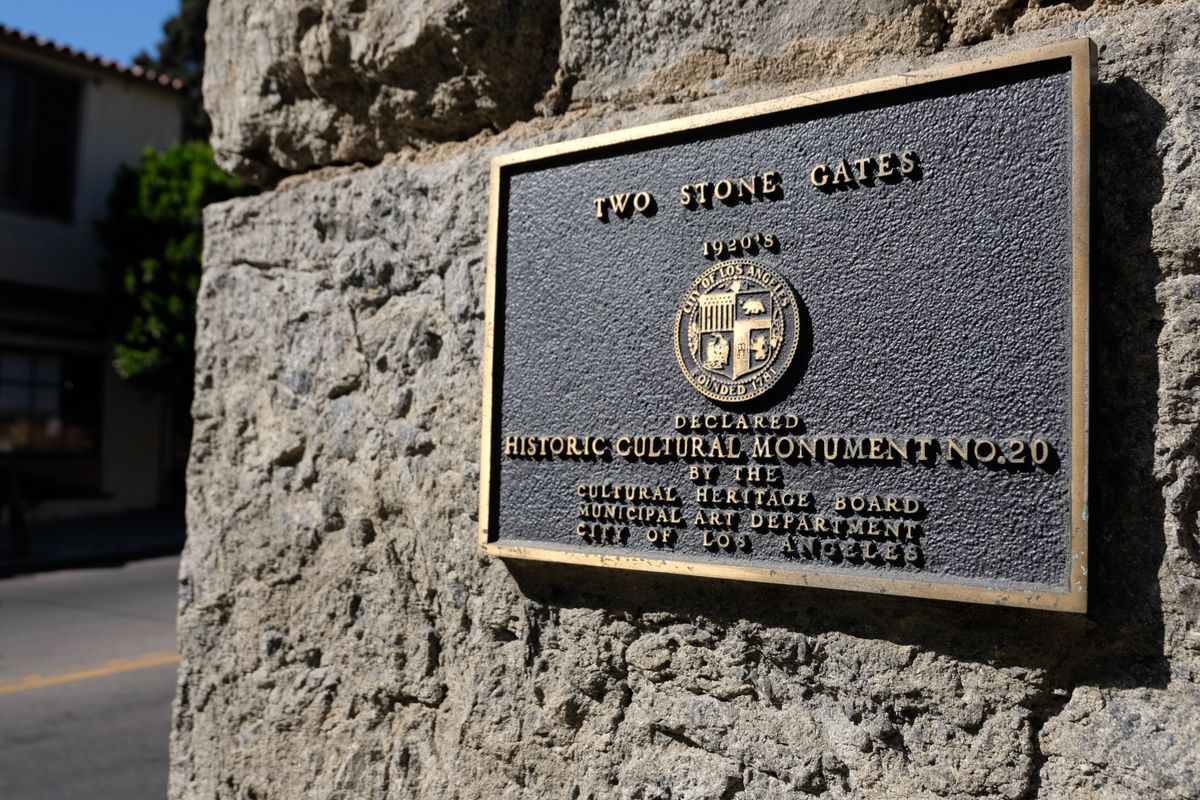 TWO STONE GATES
1920'S
CITY OF LOS ANGELES
FOUNDED 1781
DECLARED
HISTORIC CULTURAL MONUMENT NO.20
BY THE
CULTURAL HERITAGE BOARD
MUNICIPAL ART DEPARTMENT
CITY OF LOS ANGELES